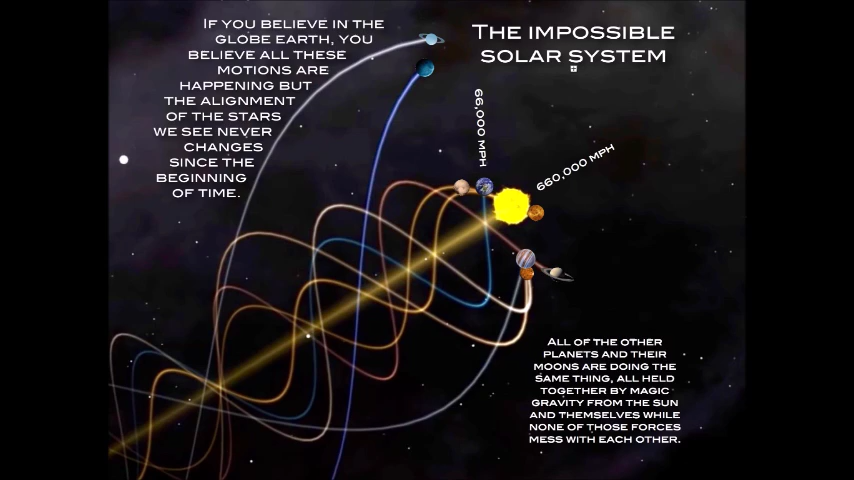 If you believe in the
globe earth, you
believe all these
motions are
happening but
the alignment
of the stars
we see never
changes
since the
beginning
of time.
The impossible
solar system
66,000 mph
660,000 mph
All of the other
planets and their
moons are doing the
same thing, all held
together by magic
gravity from the sun
and themselves while
none of those forces
mess with each other.